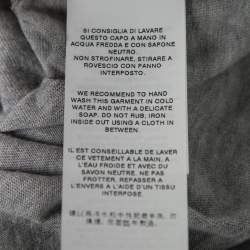 SI CONSIGLIA DI LAVARE
QUESTO CAPO A MANO IN
ACQUA FREDDA E CON SAPONE
NEUTRO.
NON STROFINARE, STIRARE A
ROVESCIO CON PANNO
INTERPOSTO.
WE RECOMMEND TO HAND
WASH THIS GARMENT IN COLD
WATER AND WITH A DELICATE
SOAP. DO NOT RUB. IRON
INSIDE OUT USING A CLOTH IN
BETWEEN.
IL EST CONSEILLABLE DE LAVER
CE VETEMENT A LA MAIN, A
L'EAU FROIDE ET AVEC DU
SAVON NEUTRE. NE PAS
FROTTER. REPASSER A
L'ENVERS A L'AIDE D'UN TISSU
INTERPOSE.